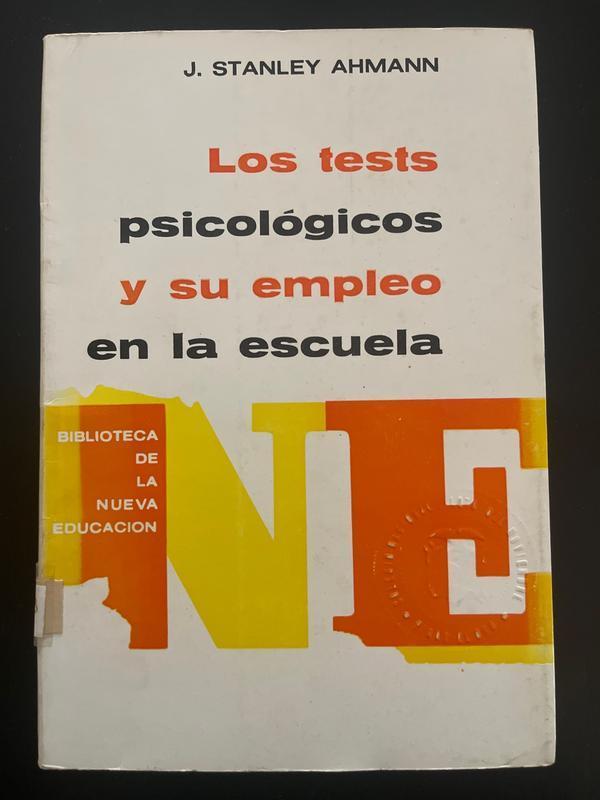 J. STANLEY AHMANN
Los tests
psicológicos
y su empleo
en la escuela
NE
BIBLIOTECA
DE
LA
NUEVA
EDUCACION